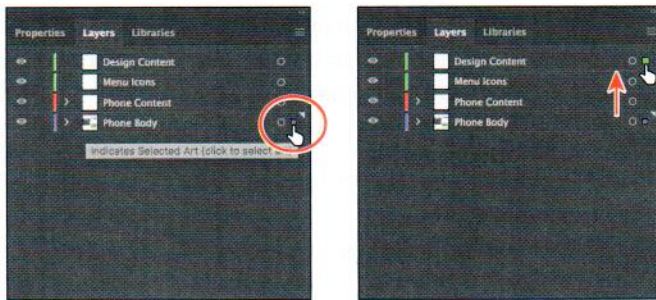 Properties Layers Libraries
Design Content
Menu Icons
Phone Content
Phone Body
Indicates Selected Art (click to select
Properties Layers Libraries
Design Content
Menu Icons
Phone Content
Phone Body